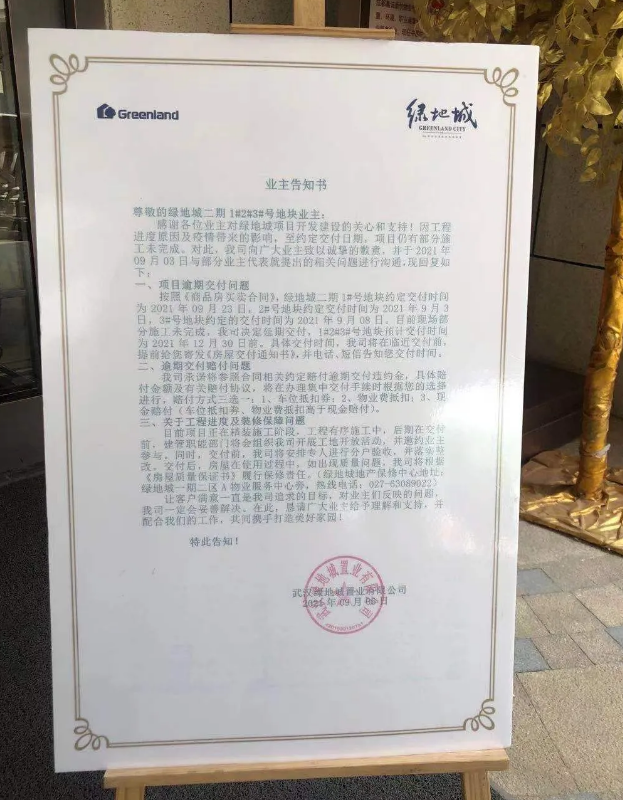 Greenland
绿地城
GREENLAND CITY
业主告知书
尊敬的绿地城二期1#2#3#号地块业主：
感谢各位业主对绿地城项目开发建设的关心和支持！因工程
进度原因及疫情带来的影响，至约定交付日期，项目仍有部分施
工未完成。对此，我司向广大业主致以诚挚的歉意，并于2021年
09月03日与部分业主代表就提出的相关问题进行沟通，现回复如
下：
一、项目逾期交付问题
按照《商品房买卖合同》，绿地城二期1#号地块约定交付时间
为2021年09月23日，2#号地块约定交付时间为2021年9月3
日，3#号地块约定的交付时间为2021年9月08日。目前现场部
分施工未完成，我司决定延期交付，1#2#3#号地块预计交付时间
为2021年12月30日前。具体交付时间，我司将在临近交付前，
提前给您寄发《房屋交付通知书》，并电话、短信告知您交付时间。
二、逾期交付赔付问题
我司承诺将参照合同相关约定赔付逾期交付违约金，具体赔
付金额及有关赔付协议，将在办理集中交付手续时根据您的选择
进行，赔付方式三选一：1、车位抵扣券；2、物业费抵扣；3、现
金赔付（车位抵扣券、物业费抵扣高于现金赔付）。
三、关于工程进度及装修保障问题
目前项目正在精装施工阶段，工程有序施工中，后期在交付
前，建管职能部门将会组织我司开展工地开放活动，并邀约业主
参与。同时，交付前，我司将安排专人进行分户验收，并落实整
改。交付后，房屋在使用过程中，如出现质量问题，我司将根据
《房屋质量保证书》履行保修责任，（绿地城地产保修中心地址：
绿地城一期二区A物业服务中心旁，热线电话，027-63089022）
让客户满意一直是我司追求的目标，对业主们反映的问题，
我司一定会妥善解决。在此，恳请广大业主给予理解和支持，并
配合我们的工作，共同携手打造美好家园！
特此告知！
武汉绿地城置业有限公司
2021年09月06日